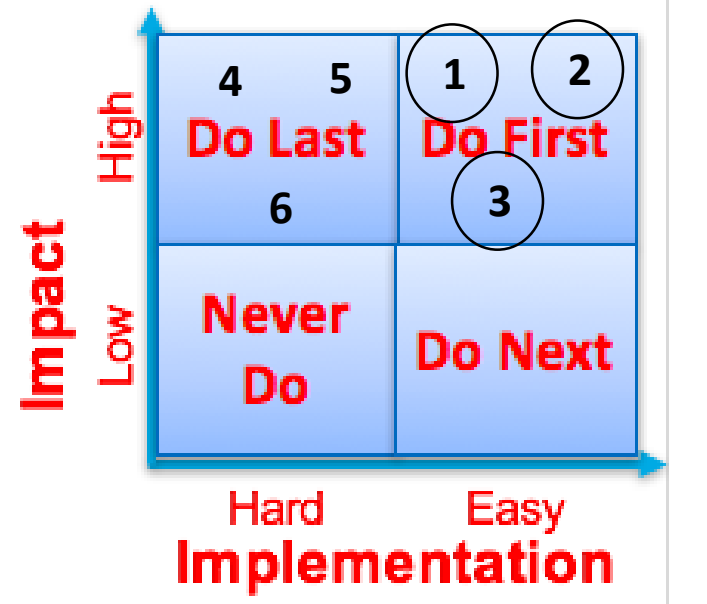 4 5 1 2
Do Last Do First
6 3
Never
Do
Do Next
High
Low
Impact
Hard Easy
Implementation